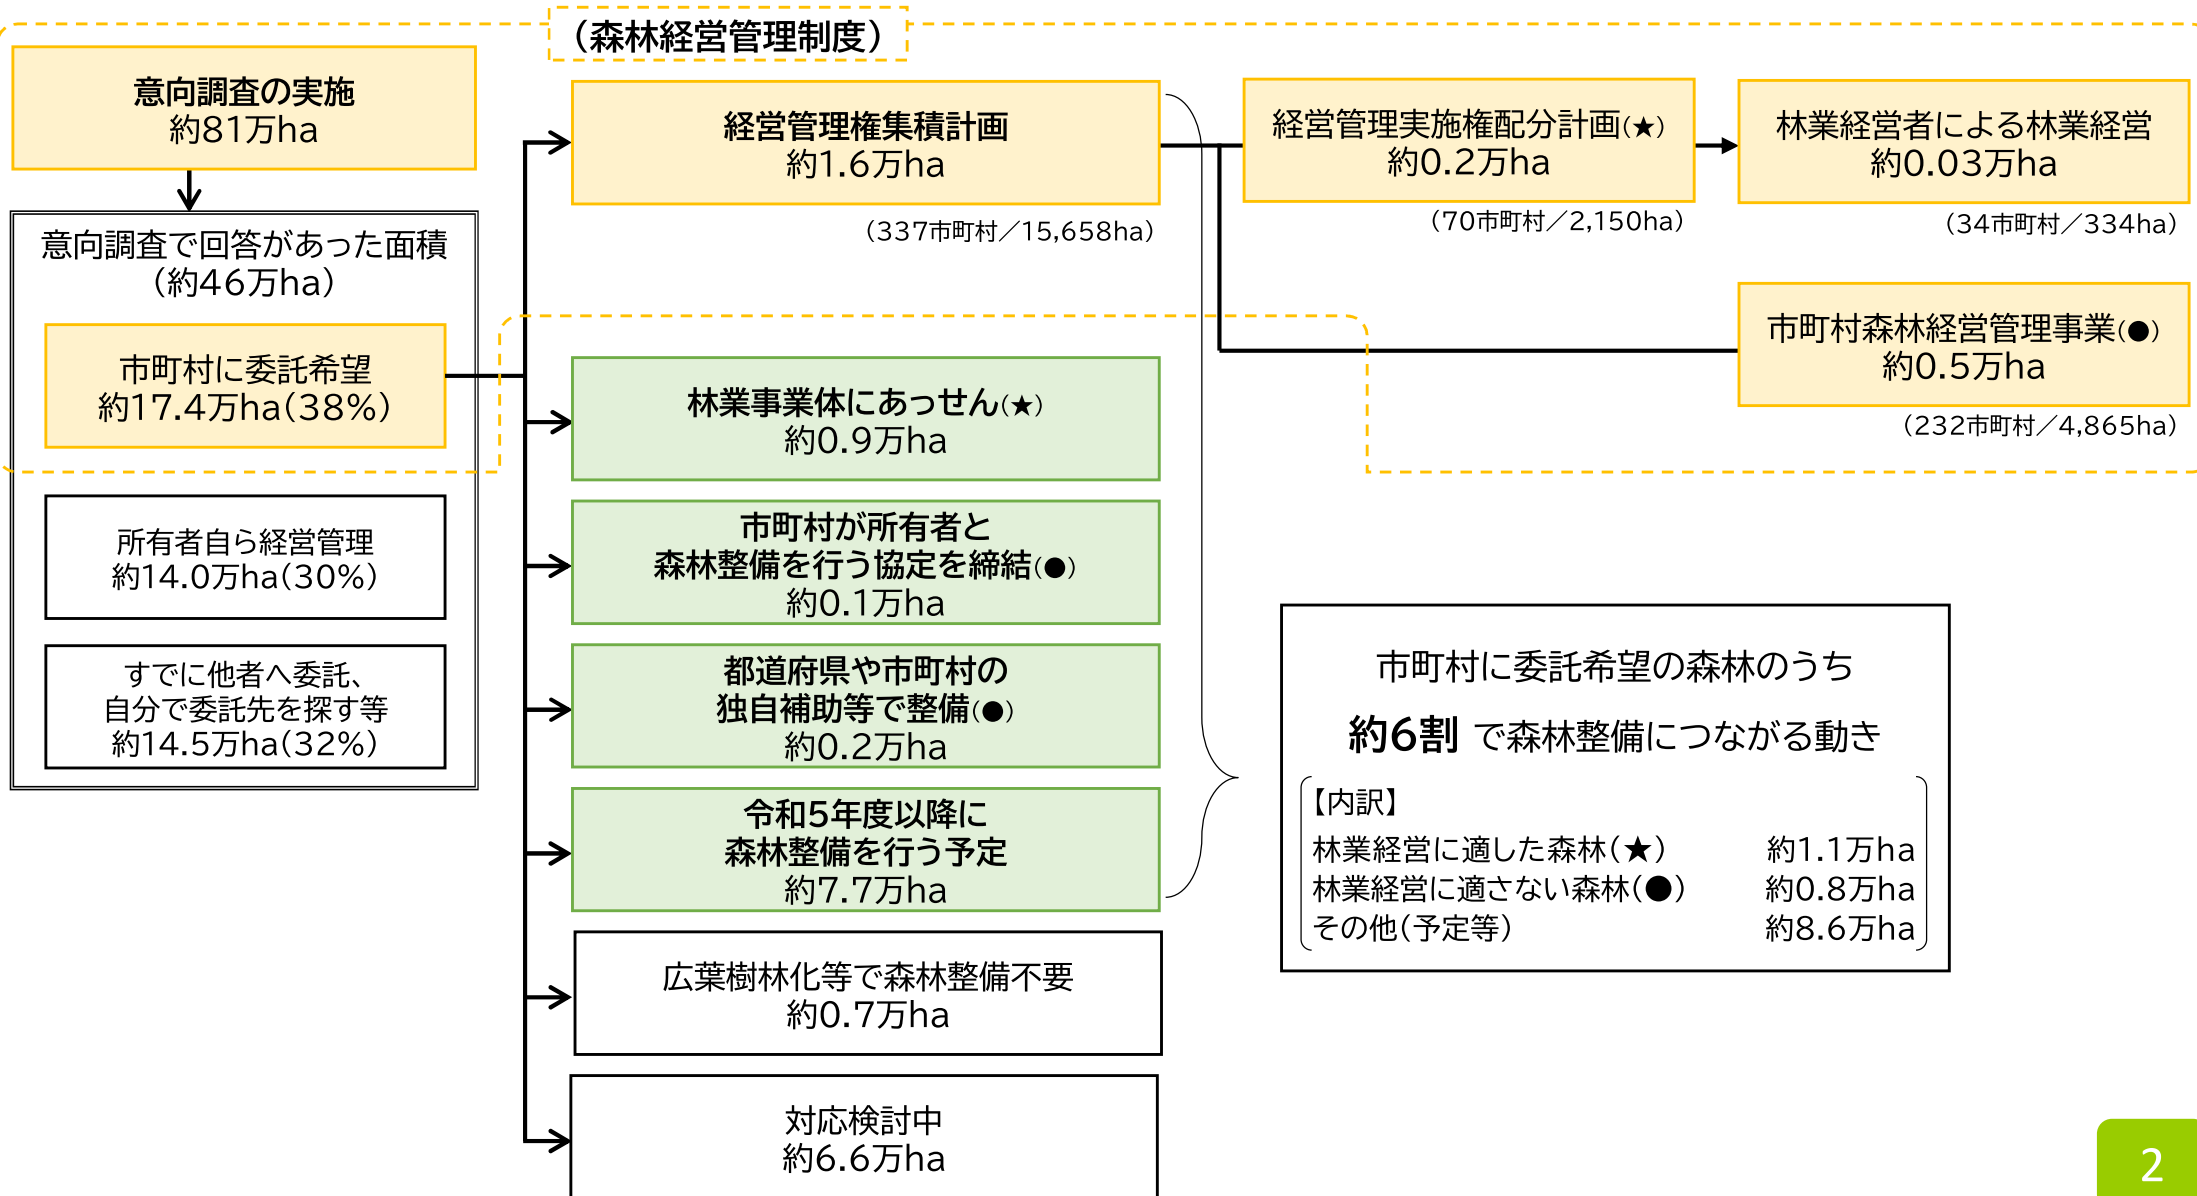 （森林経営管理制度）
意向調査の実施
約81万ha
意向調査で回答があった面積
（約46万ha）
市町村に委託希望
約17.4万ha（38％）
所有者自ら経営管理
約14.0万ha（30％）
すでに他者へ委託、
自分で委託先を探す等
約14.5万ha（32％）
経営管理権集積計画
約1.6万ha
（337市町村／15,658ha）
林業事業体にあっせん（★）
約0.9万ha
市町村が所有者と
森林整備を行う協定を締結（●）
約0.1万ha
都道府県や市町村の
独自補助等で整備（●）
約0.2万ha
令和5年度以降に
森林整備を行う予定
約7.7万ha
広葉樹林化等で森林整備不要
約0.7万ha
対応検討中
約6.6万ha
経営管理実施権配分計画（★）
約0.2万ha
（70市町村／2,150ha）
林業経営者による林業経営
約0.03万ha
（34市町村／334ha）
市町村森林経営管理事業（●）
約0.5万ha
（232市町村／4,865ha）
市町村に委託希望の森林のうち
約6割 で森林整備につながる動き
【内訳】
林業経営に適した森林（★） 約1.1万ha
林業経営に適さない森林（●） 約0.8万ha
その他（予定等） 約8.6万ha
2